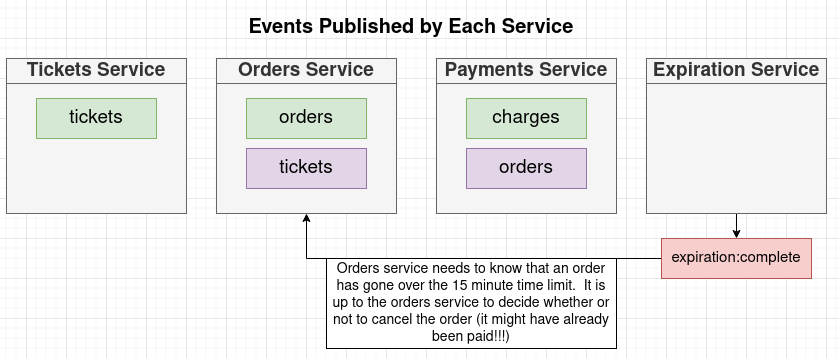 Events Published by Each Service
Tickets Service
tickets
Orders Service
orders
tickets
Payments Service
charges
orders
Expiration Service
expiration:complete
Orders service needs to know that an order
has gone over the 15 minute time limit.  It is
up to the orders service to decide whether or
not to cancel the order (it might have already
been paid!!!)